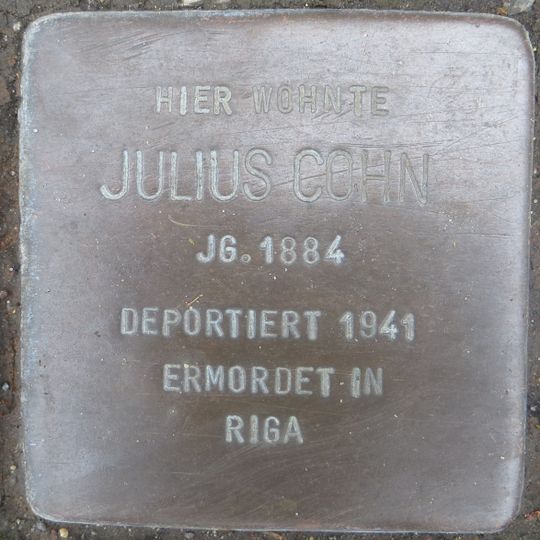 HIER WOHNTE
JULIUS COHN
JG. 1884
DEPORTIERT 1941
ERMORDET IN
RIGA